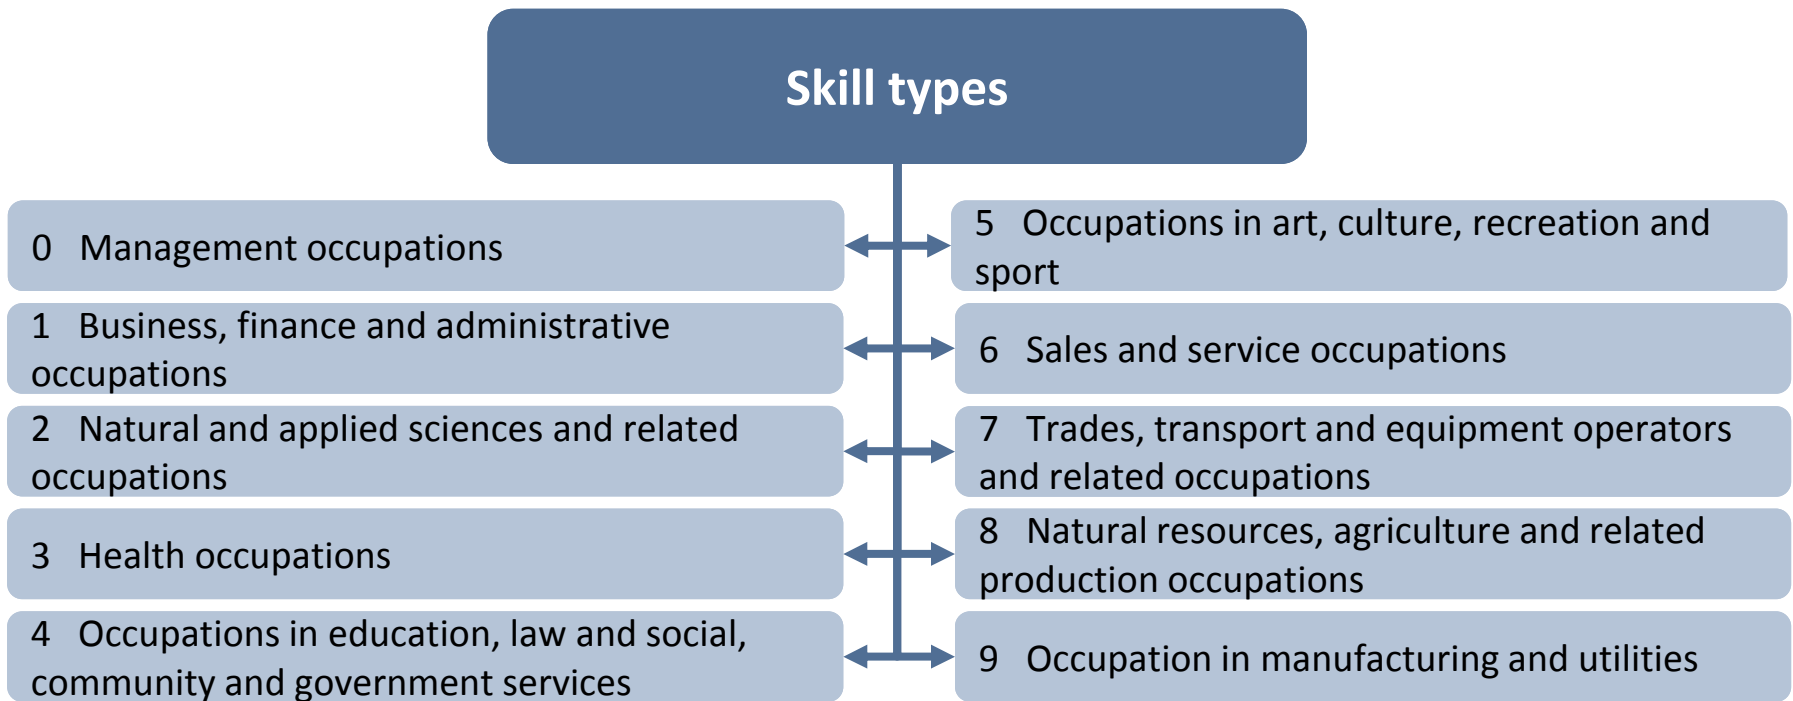 Skill types
0 Management occupations
1 Business, finance and administrative
occupations
2 Natural and applied sciences and related
occupations
3 Health occupations
4 Occupations in education, law and social,
community and government services
5 Occupations in art, culture, recreation and
sport
6 Sales and service occupations
7 Trades, transport and equipment operators
and related occupations
8 Natural resources, agriculture and related
production occupations
9 Occupation in manufacturing and utilities